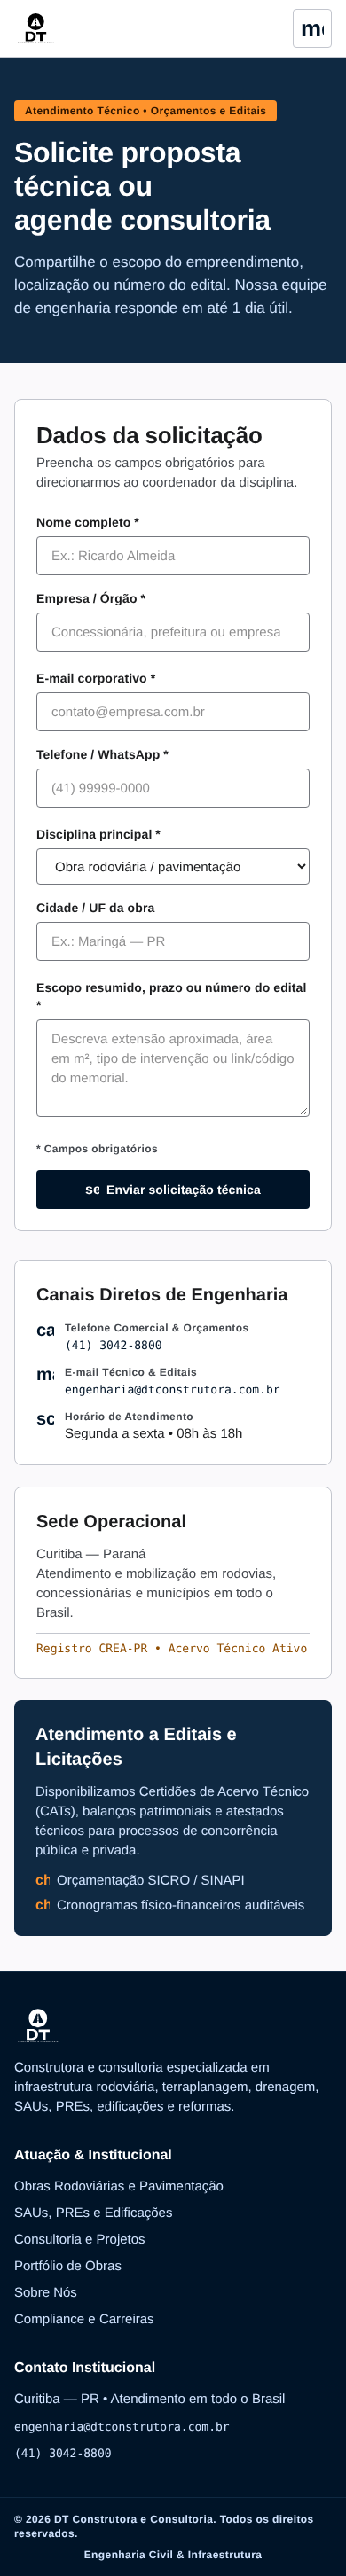 DT
me
Atendimento Técnico • Orçamentos e Editais
Solicite proposta
técnica ou
agende consultoria
Compartilhe o escopo do empreendimento,
localização ou número do edital. Nossa equipe
de engenharia responde em até 1 dia útil.
Dados da solicitação
Preencha os campos obrigatórios para
direcionarmos ao coordenador da disciplina.
Nome completo *
Ex.: Ricardo Almeida
Empresa / Órgão *
Concessionária, prefeitura ou empresa
E-mail corporativo *
contato@empresa.com.br
Telefone / WhatsApp *
(41) 99999-0000
Disciplina principal *
Obra rodoviária / pavimentação
Cidade / UF da obra
Ex.: Maringá — PR
Escopo resumido, prazo ou número do edital
*
Descreva extensão aproximada, área
em m², tipo de intervenção ou link/código
do memorial.
* Campos obrigatórios
se Enviar solicitação técnica
Canais Diretos de Engenharia
ca Telefone Comercial & Orçamentos
(41) 3042-8800
ma E-mail Técnico & Editais
engenharia@dtconstrutora.com.br
sc Horário de Atendimento
Segunda a sexta • 08h às 18h
Sede Operacional
Curitiba — Paraná
Atendimento e mobilização em rodovias,
concessionárias e municípios em todo o
Brasil.
Registro CREA-PR • Acervo Técnico Ativo
Atendimento a Editais e
Licitações
Disponibilizamos Certidões de Acervo Técnico
(CATs), balanços patrimoniais e atestados
técnicos para processos de concorrência
pública e privada.
ch Orçamentação SICRO / SINAPI
ch Cronogramas físico-financeiros auditáveis
DT
Construtora e consultoria especializada em
infraestrutura rodoviária, terraplanagem, drenagem,
SAUs, PREs, edificações e reformas.
Atuação & Institucional
Obras Rodoviárias e Pavimentação
SAUs, PREs e Edificações
Consultoria e Projetos
Portfólio de Obras
Sobre Nós
Compliance e Carreiras
Contato Institucional
Curitiba — PR • Atendimento em todo o Brasil
engenharia@dtconstrutora.com.br
(41) 3042-8800
© 2026 DT Construtora e Consultoria. Todos os direitos
reservados.
Engenharia Civil & Infraestrutura